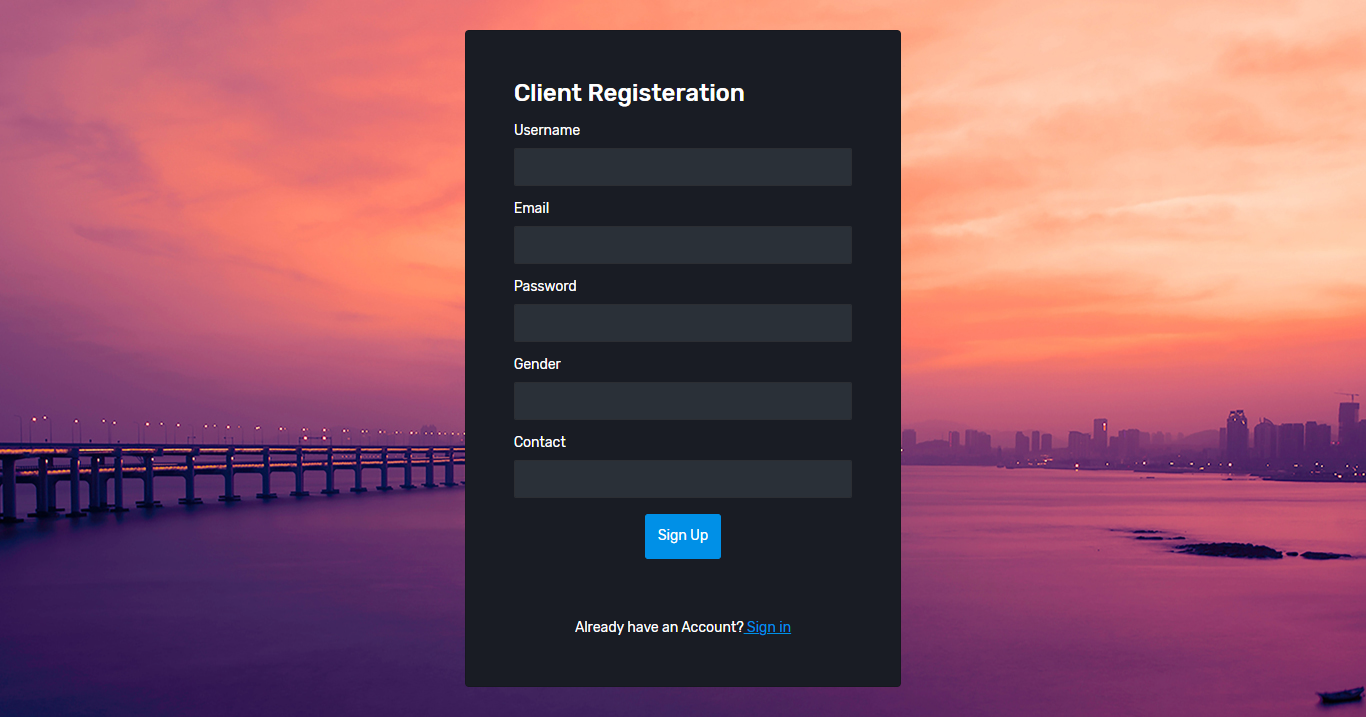 Client Registeration
Username
Email
Password
Gender
Contact
Sign Up
Already have an Account? Sign in